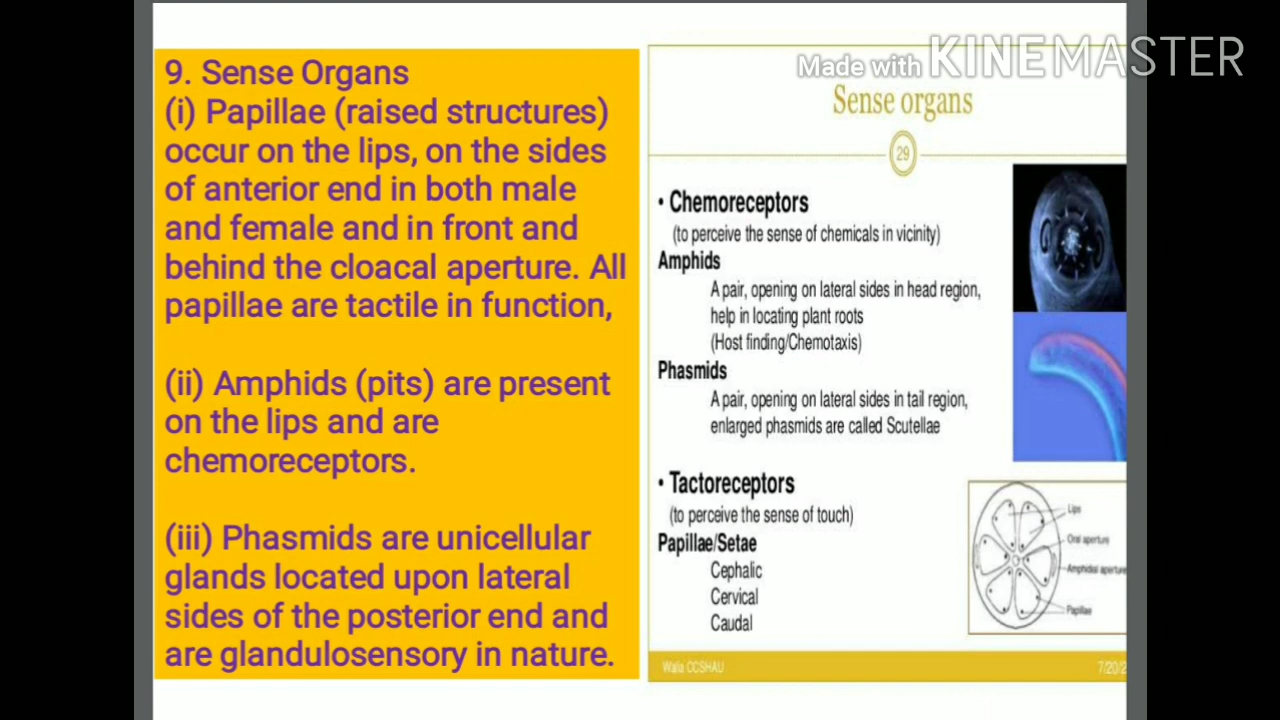 Made with KINEMASTER
9. Sense Organs
(i) Papillae (raised structures)
occur on the lips, on the sides
of anterior end in both male
and female and in front and
behind the cloacal aperture. All
papillae are tactile in function,
(ii) Amphids (pits) are present
on the lips and are
chemoreceptors.
(iii) Phasmids are unicellular
glands located upon lateral
sides of the posterior end and
are glandulosensory in nature.
Sense organs
29
• Chemoreceptors
(to perceive the sense of chemicals in vicinity)
Amphids
A pair, opening on lateral sides in head region,
help in locating plant roots
(Host finding/Chemotaxis)
Phasmids
A pair, opening on lateral sides in tail region,
enlarged phasmids are called Scutellae
• Tactoreceptors
(to perceive the sense of touch)
Papillae/Setae
Cephalic
Cervical
Caudal
Lips
Oral aperture
Amphidial aperture
Papillae
Walia CCSHAU
7/20/2